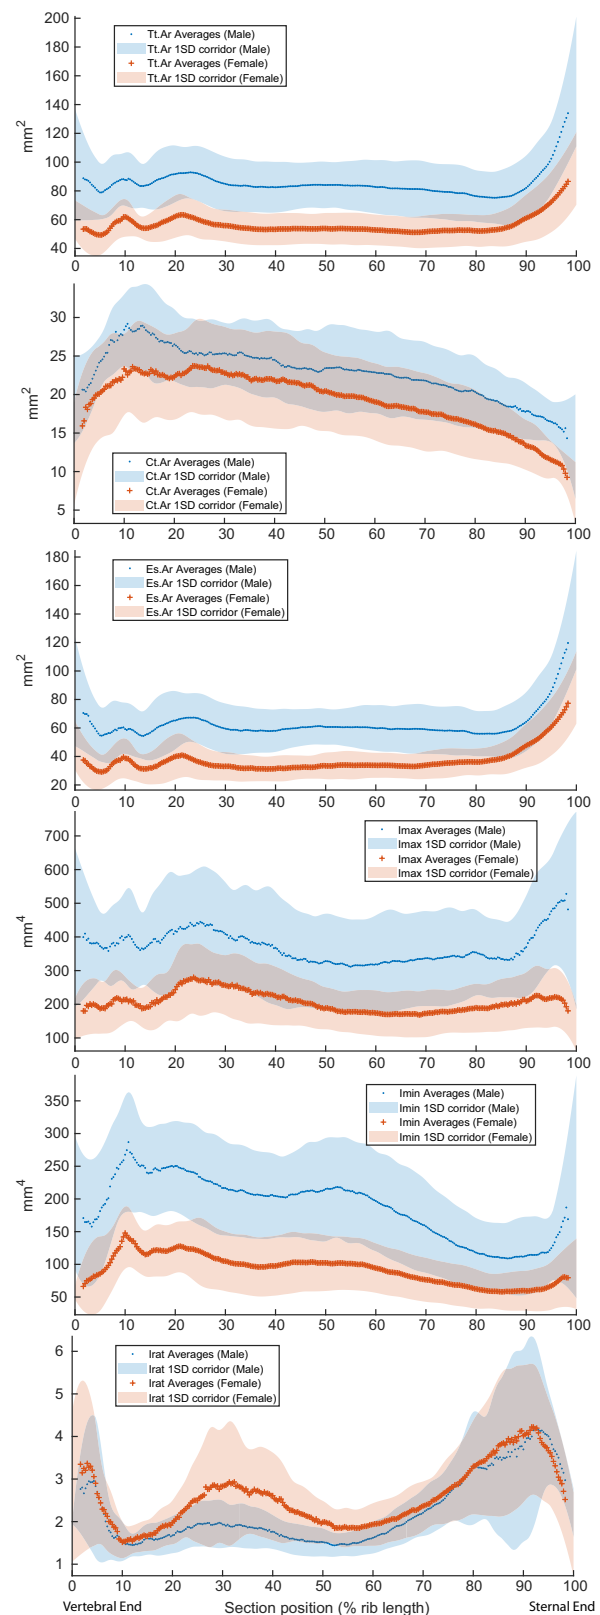 200
180
160
140
120
100
80
60
40
mm2
Tt.Ar Averages (Male)
Tt.Ar 1SD corridor (Male)
Tt.Ar Averages (Female)
Tt.Ar 1SD corridor (Female)
0 10 20 30 40 50 60 70 80 90 100
30
25
20
15
10
5
mm2
Ct.Ar Averages (Male)
Ct.Ar 1SD corridor (Male)
Ct.Ar Averages (Female)
Ct.Ar 1SD corridor (Female)
0 10 20 30 40 50 60 70 80 90 100
180
160
140
120
100
80
60
40
20
mm2
Es.Ar Averages (Male)
Es.Ar 1SD corridor (Male)
Es.Ar Averages (Female)
Es.Ar 1SD corridor (Female)
0 10 20 30 40 50 60 70 80 90 100
700
600
500
400
300
200
100
mm4
Imax Averages (Male)
Imax 1SD corridor (Male)
Imax Averages (Female)
Imax 1SD corridor (Female)
0 10 20 30 40 50 60 70 80 90 100
350
300
250
200
150
100
50
mm4
Imin Averages (Male)
Imin 1SD corridor (Male)
Imin Averages (Female)
Imin 1SD corridor (Female)
0 10 20 30 40 50 60 70 80 90 100
6
5
4
3
2
1
Irat Averages (Male)
Irat 1SD corridor (Male)
Irat Averages (Female)
Irat 1SD corridor (Female)
0 10 20 30 40 50 60 70 80 90 100
Vertebral End Section position (% rib length) Sternal End